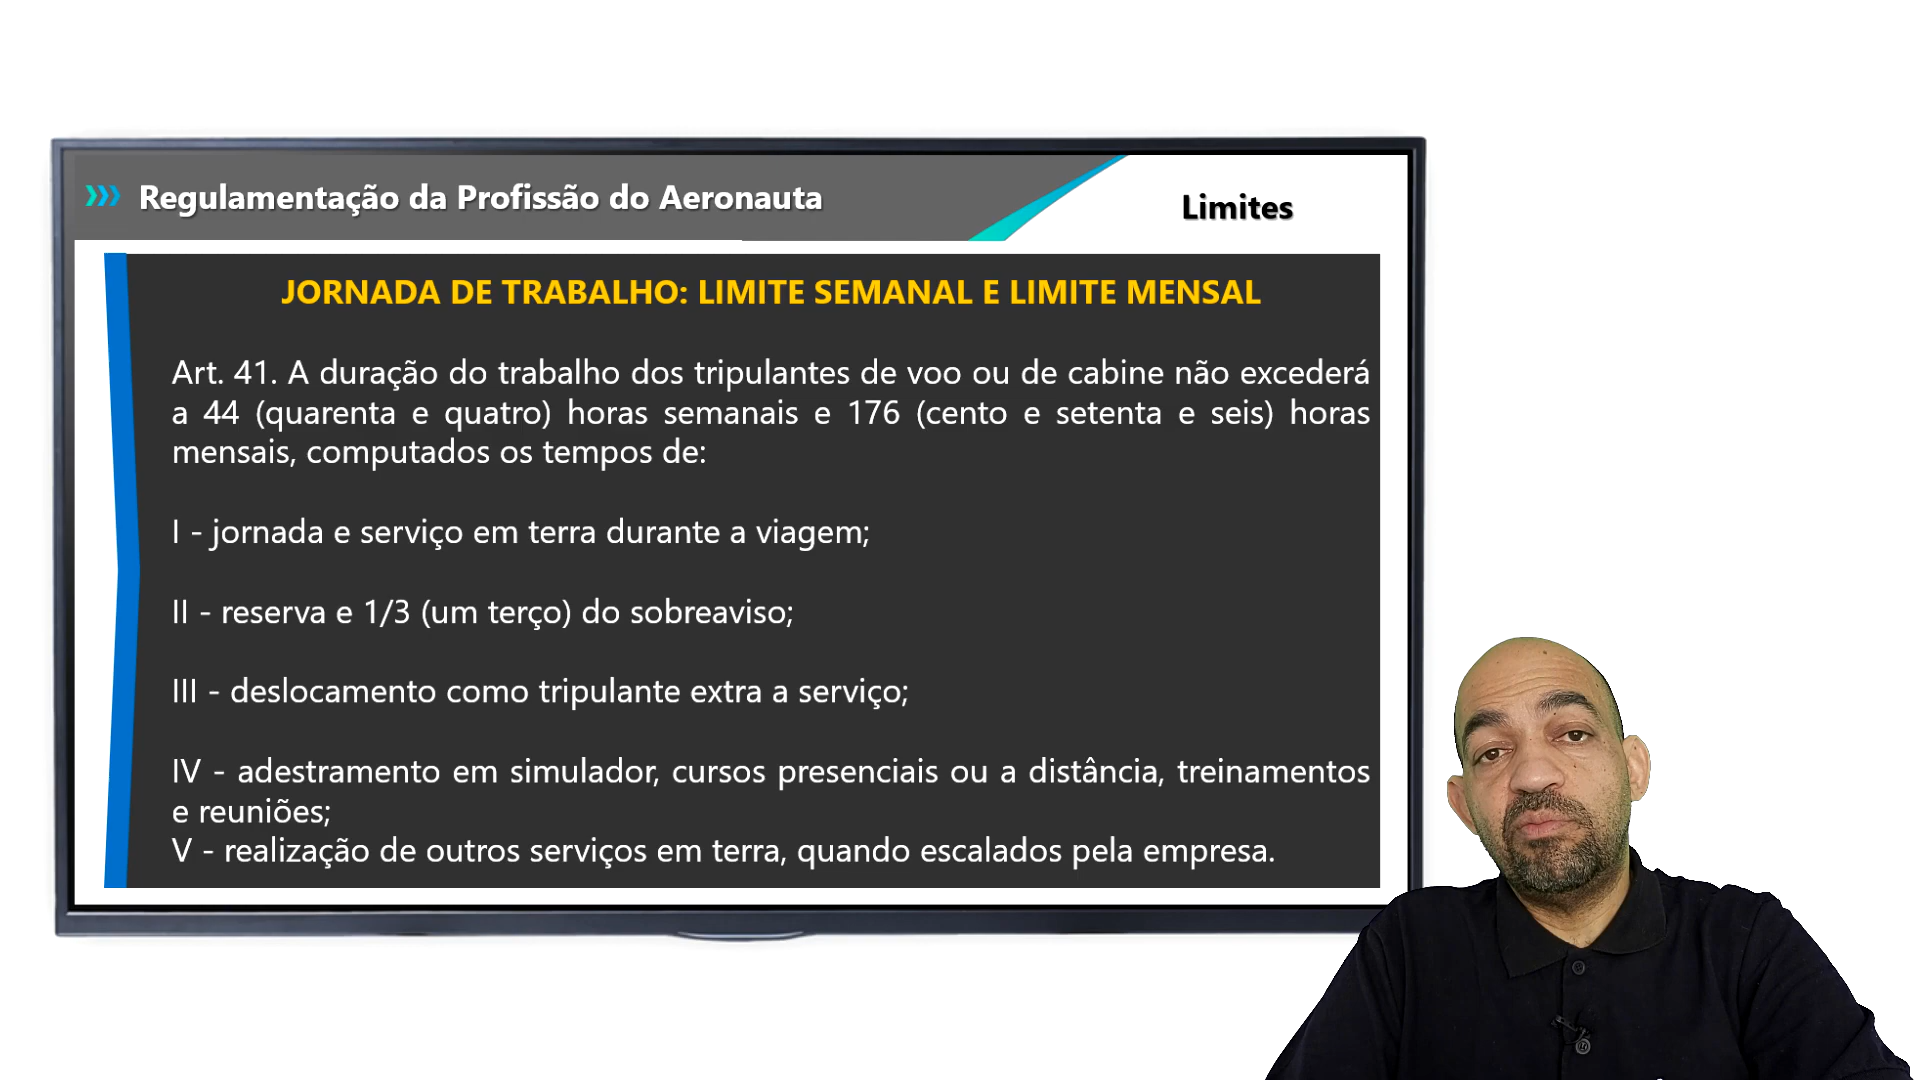 Regulamentação da Profissão do Aeronauta
Limites
JORNADA DE TRABALHO: LIMITE SEMANAL E LIMITE MENSAL
Art. 41. A duração do trabalho dos tripulantes de voo ou de cabine não excederá
a 44 (quarenta e quatro) horas semanais e 176 (cento e setenta e seis) horas
mensais, computados os tempos de:
I - jornada e serviço em terra durante a viagem;
II - reserva e 1/3 (um terço) do sobreaviso;
III - deslocamento como tripulante extra a serviço;
IV - adestramento em simulador, cursos presenciais ou a distância, treinamentos
e reuniões;
V - realização de outros serviços em terra, quando escalados pela empresa.